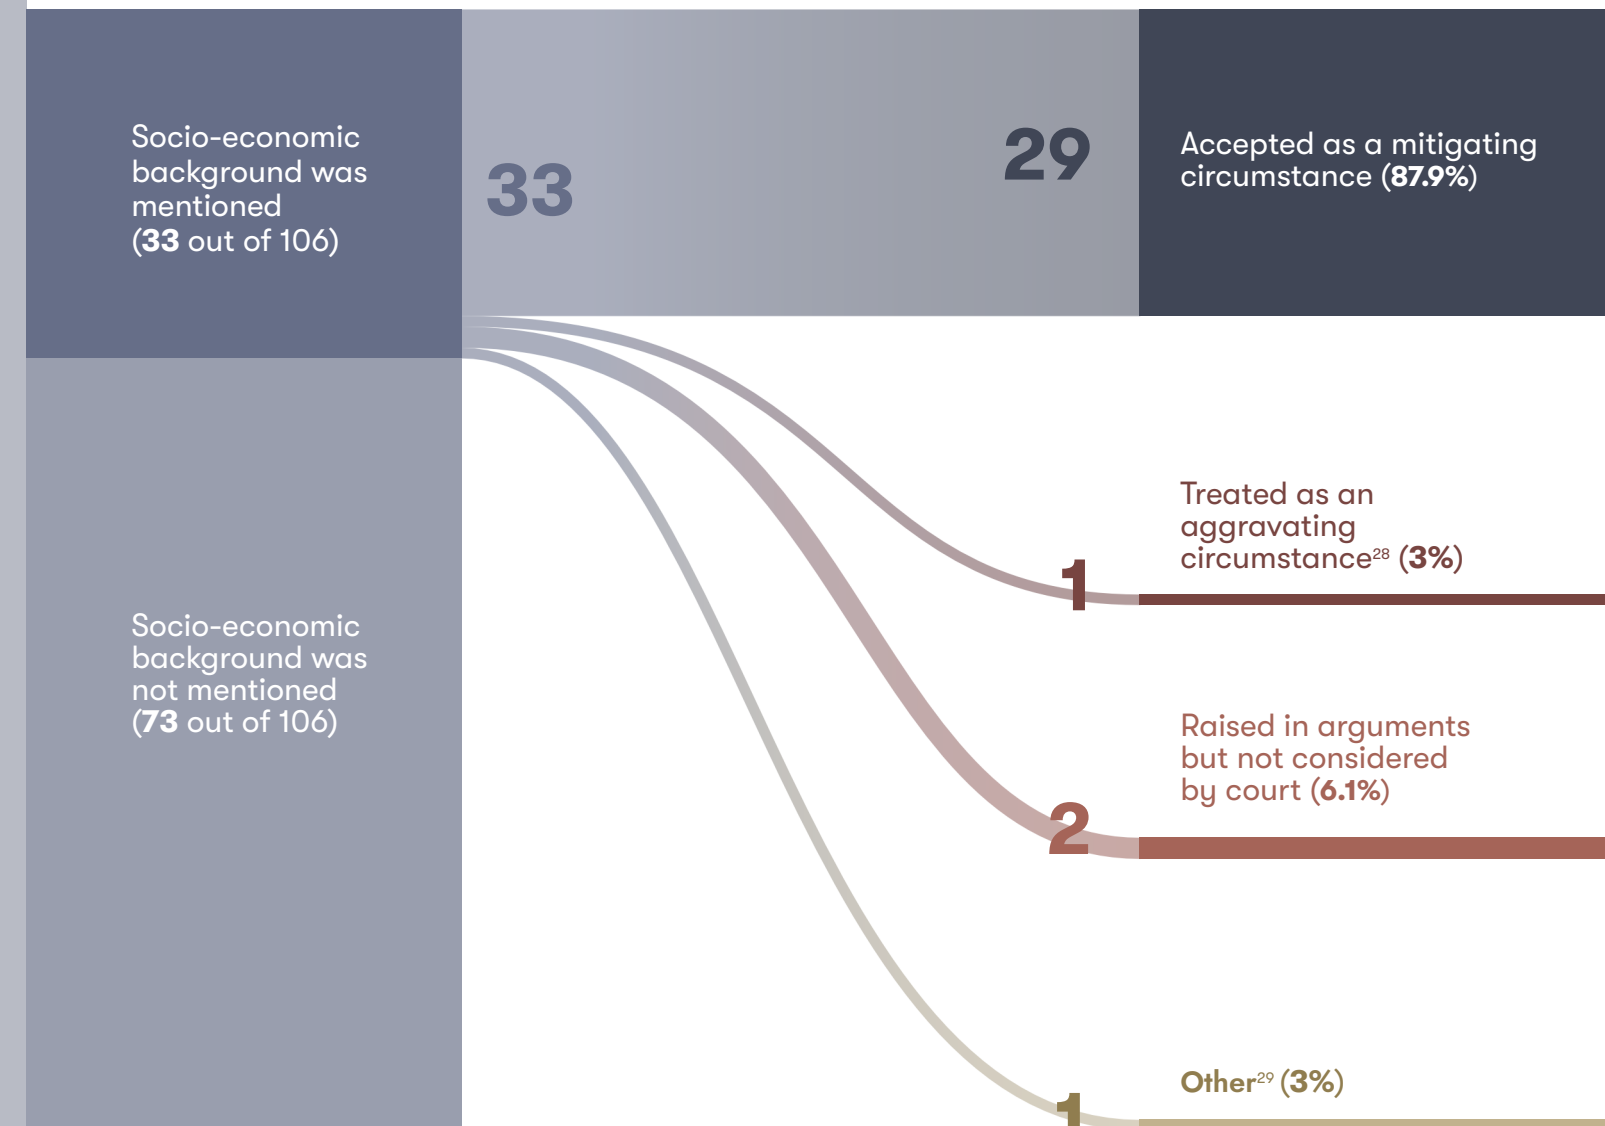 Socio-economic
background was
mentioned
(33 out of 106)
33
29
Accepted as a mitigating
circumstance (87.9%)
Treated as an
aggravating
circumstance28 (3%)
1
Socio-economic
background was
not mentioned
(73 out of 106)
Raised in arguments
but not considered
by court (6.1%)
2
Other29 (3%)
1